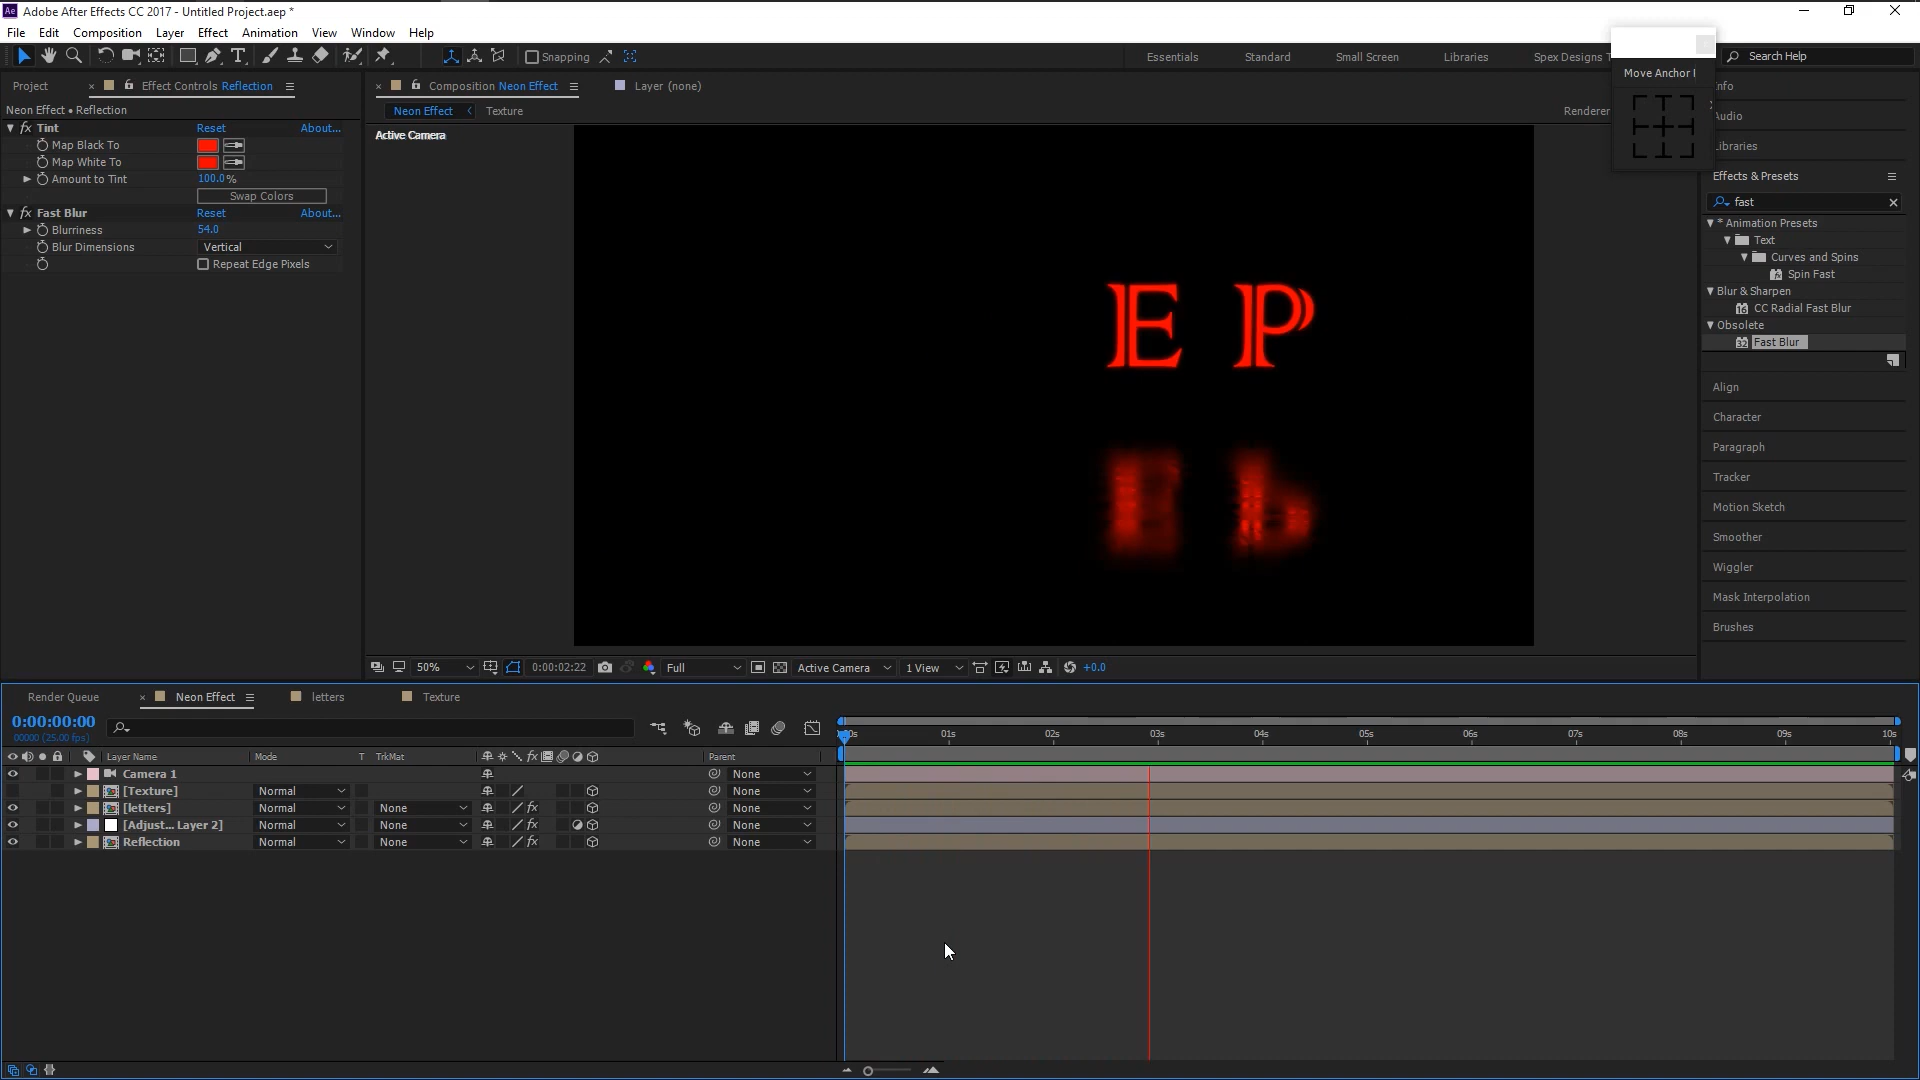 Ae Adobe After Effects CC 2017 - Untitled Project.aep *
File Edit Composition Layer Effect Animation View Window Help
Snapping Essentials Standard Small Screen Libraries Spex Designs Search Help
Project Effect Controls Reflection Composition Neon Effect Layer (none)
Move Anchor
Neon Effect • Reflection
Neon Effect Texture Renderer
Active Camera
Tint Reset About...
Map Black To
Map White To
Amount to Tint 100.0%
Swap Colors
Fast Blur Reset About...
Blurriness 54.0
Blur Dimensions Vertical
Repeat Edge Pixels
E P
nfo
Audio
Libraries
Effects & Presets
fast
* Animation Presets
Text
Curves and Spins
Spin Fast
Blur & Sharpen
16 CC Radial Fast Blur
Obsolete
32 Fast Blur
Align
Character
Paragraph
Tracker
Motion Sketch
Smoother
Wiggler
Mask Interpolation
Brushes
50% 0:00:02:22 Full Active Camera 1 View +0.0
Render Queue Neon Effect letters Texture
0:00:00:00
00000 (25.00 fps)
00s 01s 02s 03s 04s 05s 06s 07s 08s 09s 10s
Layer Name Mode T TrkMat Parent
Camera 1 None
[Texture] Normal None
[letters] Normal None None
[Adjust... Layer 2] Normal None None
Reflection Normal None None